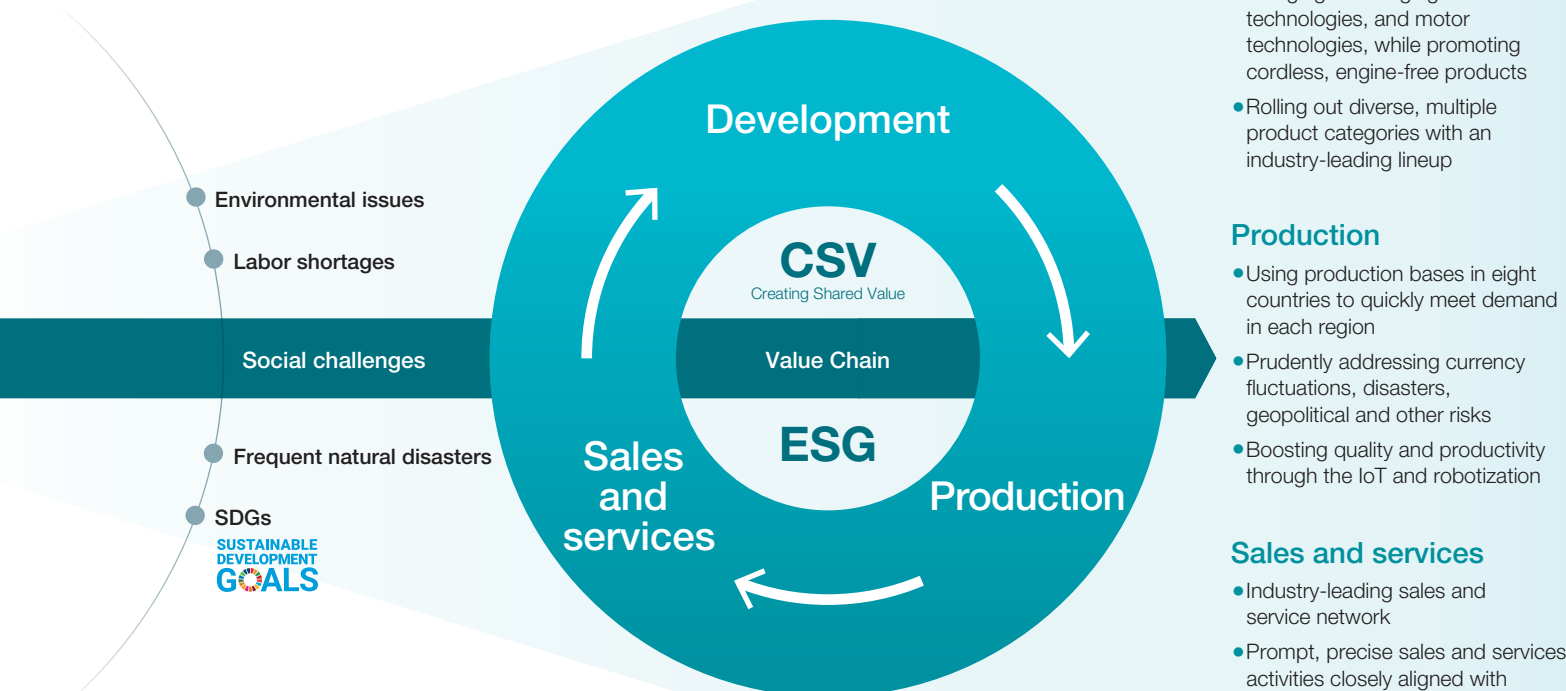 Environmental issues
Labor shortages
Social challenges
Frequent natural disasters
SDGs
SUSTAINABLE
DEVELOPMENT
GOALS
Development
CSV
Creating Shared Value
Value Chain
ESG
Sales
and
services
Production
technologies, and motor
technologies, while promoting
cordless, engine-free products
•Rolling out diverse, multiple
product categories with an
industry-leading lineup
Production
•Using production bases in eight
countries to quickly meet demand
in each region
•Prudently addressing currency
fluctuations, disasters,
geopolitical and other risks
•Boosting quality and productivity
through the IoT and robotization
Sales and services
•Industry-leading sales and
service network
•Prompt, precise sales and services
activities closely aligned with